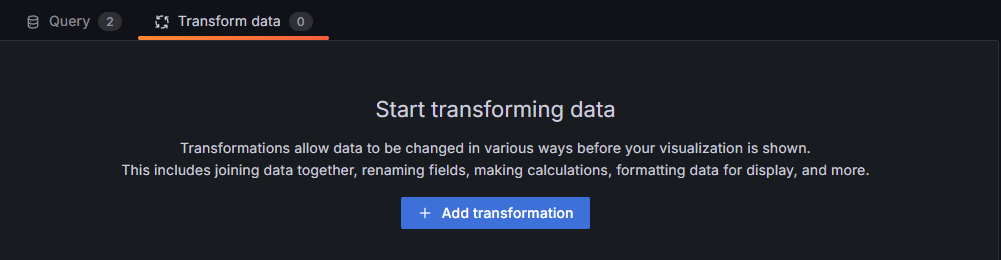 Query 2 Transform data 0
Start transforming data
Transformations allow data to be changed in various ways before your visualization is shown.
This includes joining data together, renaming fields, making calculations, formatting data for display, and more.
+ Add transformation